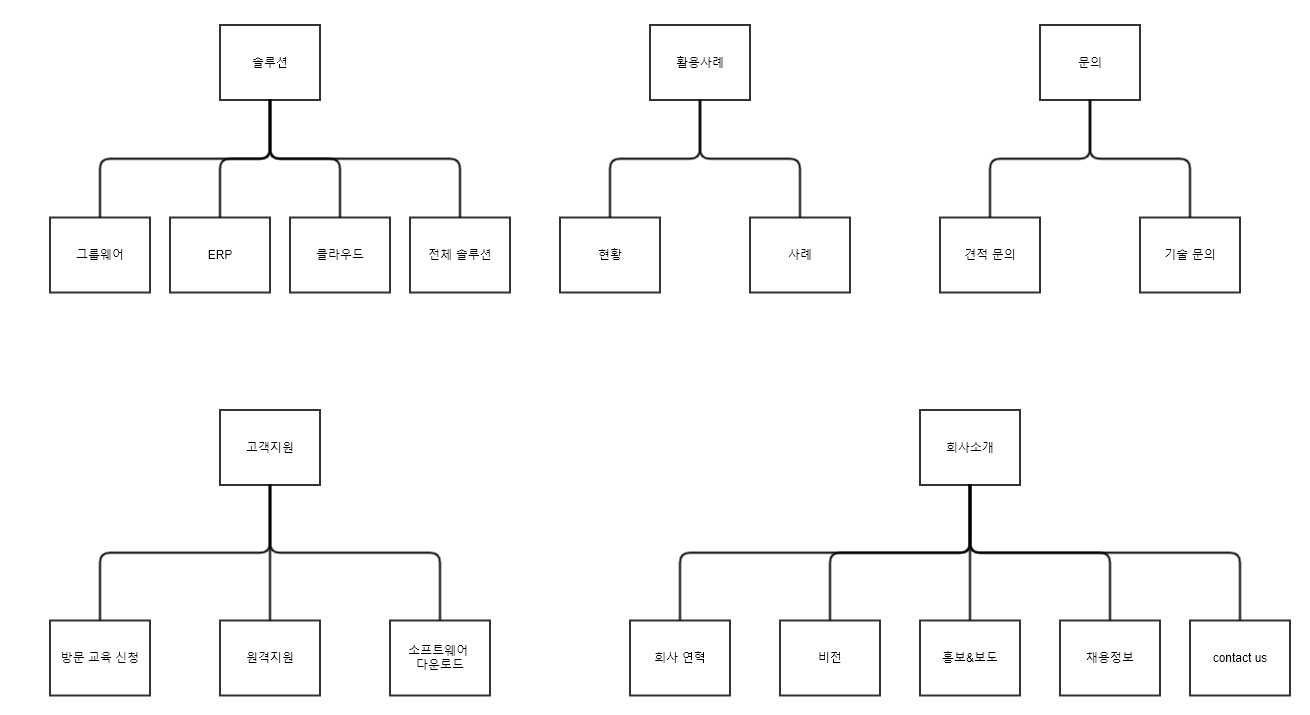 솔루션
활용사례
문의
그룹웨어
ERP
클라우드
전체 솔루션
현황
사례
견적 문의
기술 문의
고객지원
회사소개
방문 교육 신청
원격지원
소프트웨어
다운로드
회사 연혁
비전
홍보&보도
채용정보
contact us